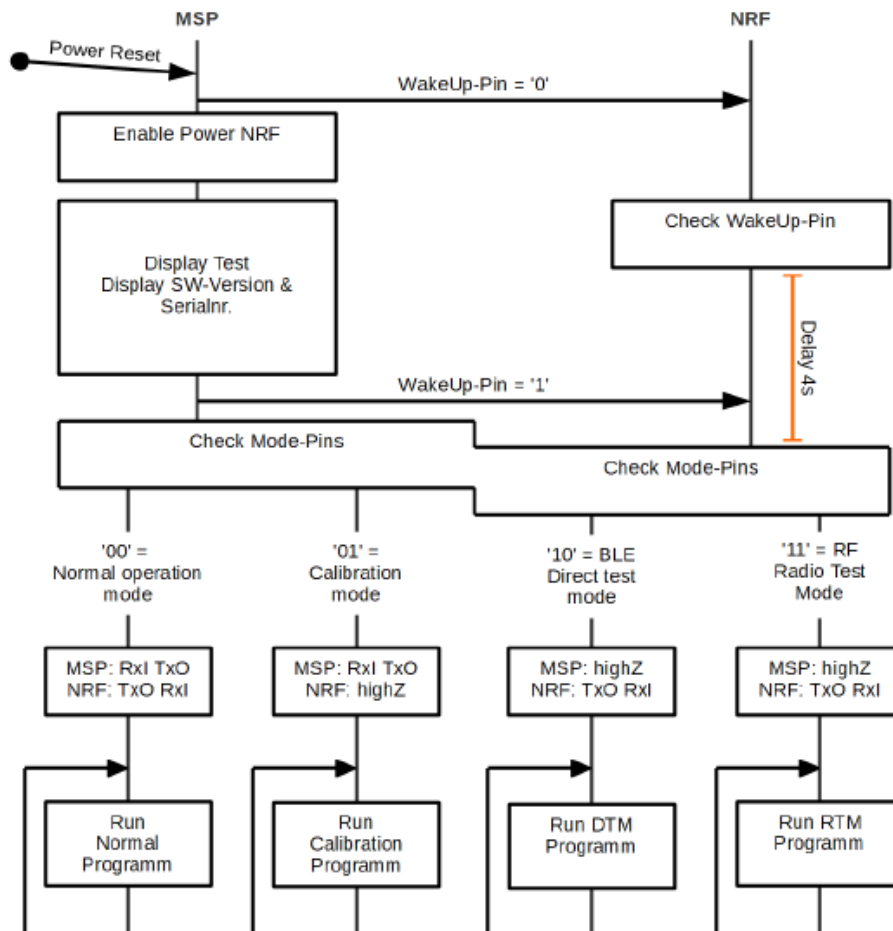 MSP
NRF
Power Reset
WakeUp-Pin = '0'
Enable Power NRF
Check WakeUp-Pin
Display Test
Display SW-Version &
Serialnr.
Delay 4s
WakeUp-Pin = '1'
Check Mode-Pins
Check Mode-Pins
'00' =
Normal operation
mode
'01' =
Calibration
mode
'10' = BLE
Direct test
mode
'11' = RF
Radio Test
Mode
MSP: RxI TxO
NRF: TxO RxI
MSP: RxI TxO
NRF: highZ
MSP: highZ
NRF: TxO RxI
MSP: highZ
NRF: TxO RxI
Run
Normal
Programm
Run
Calibration
Programm
Run DTM
Programm
Run RTM
Programm